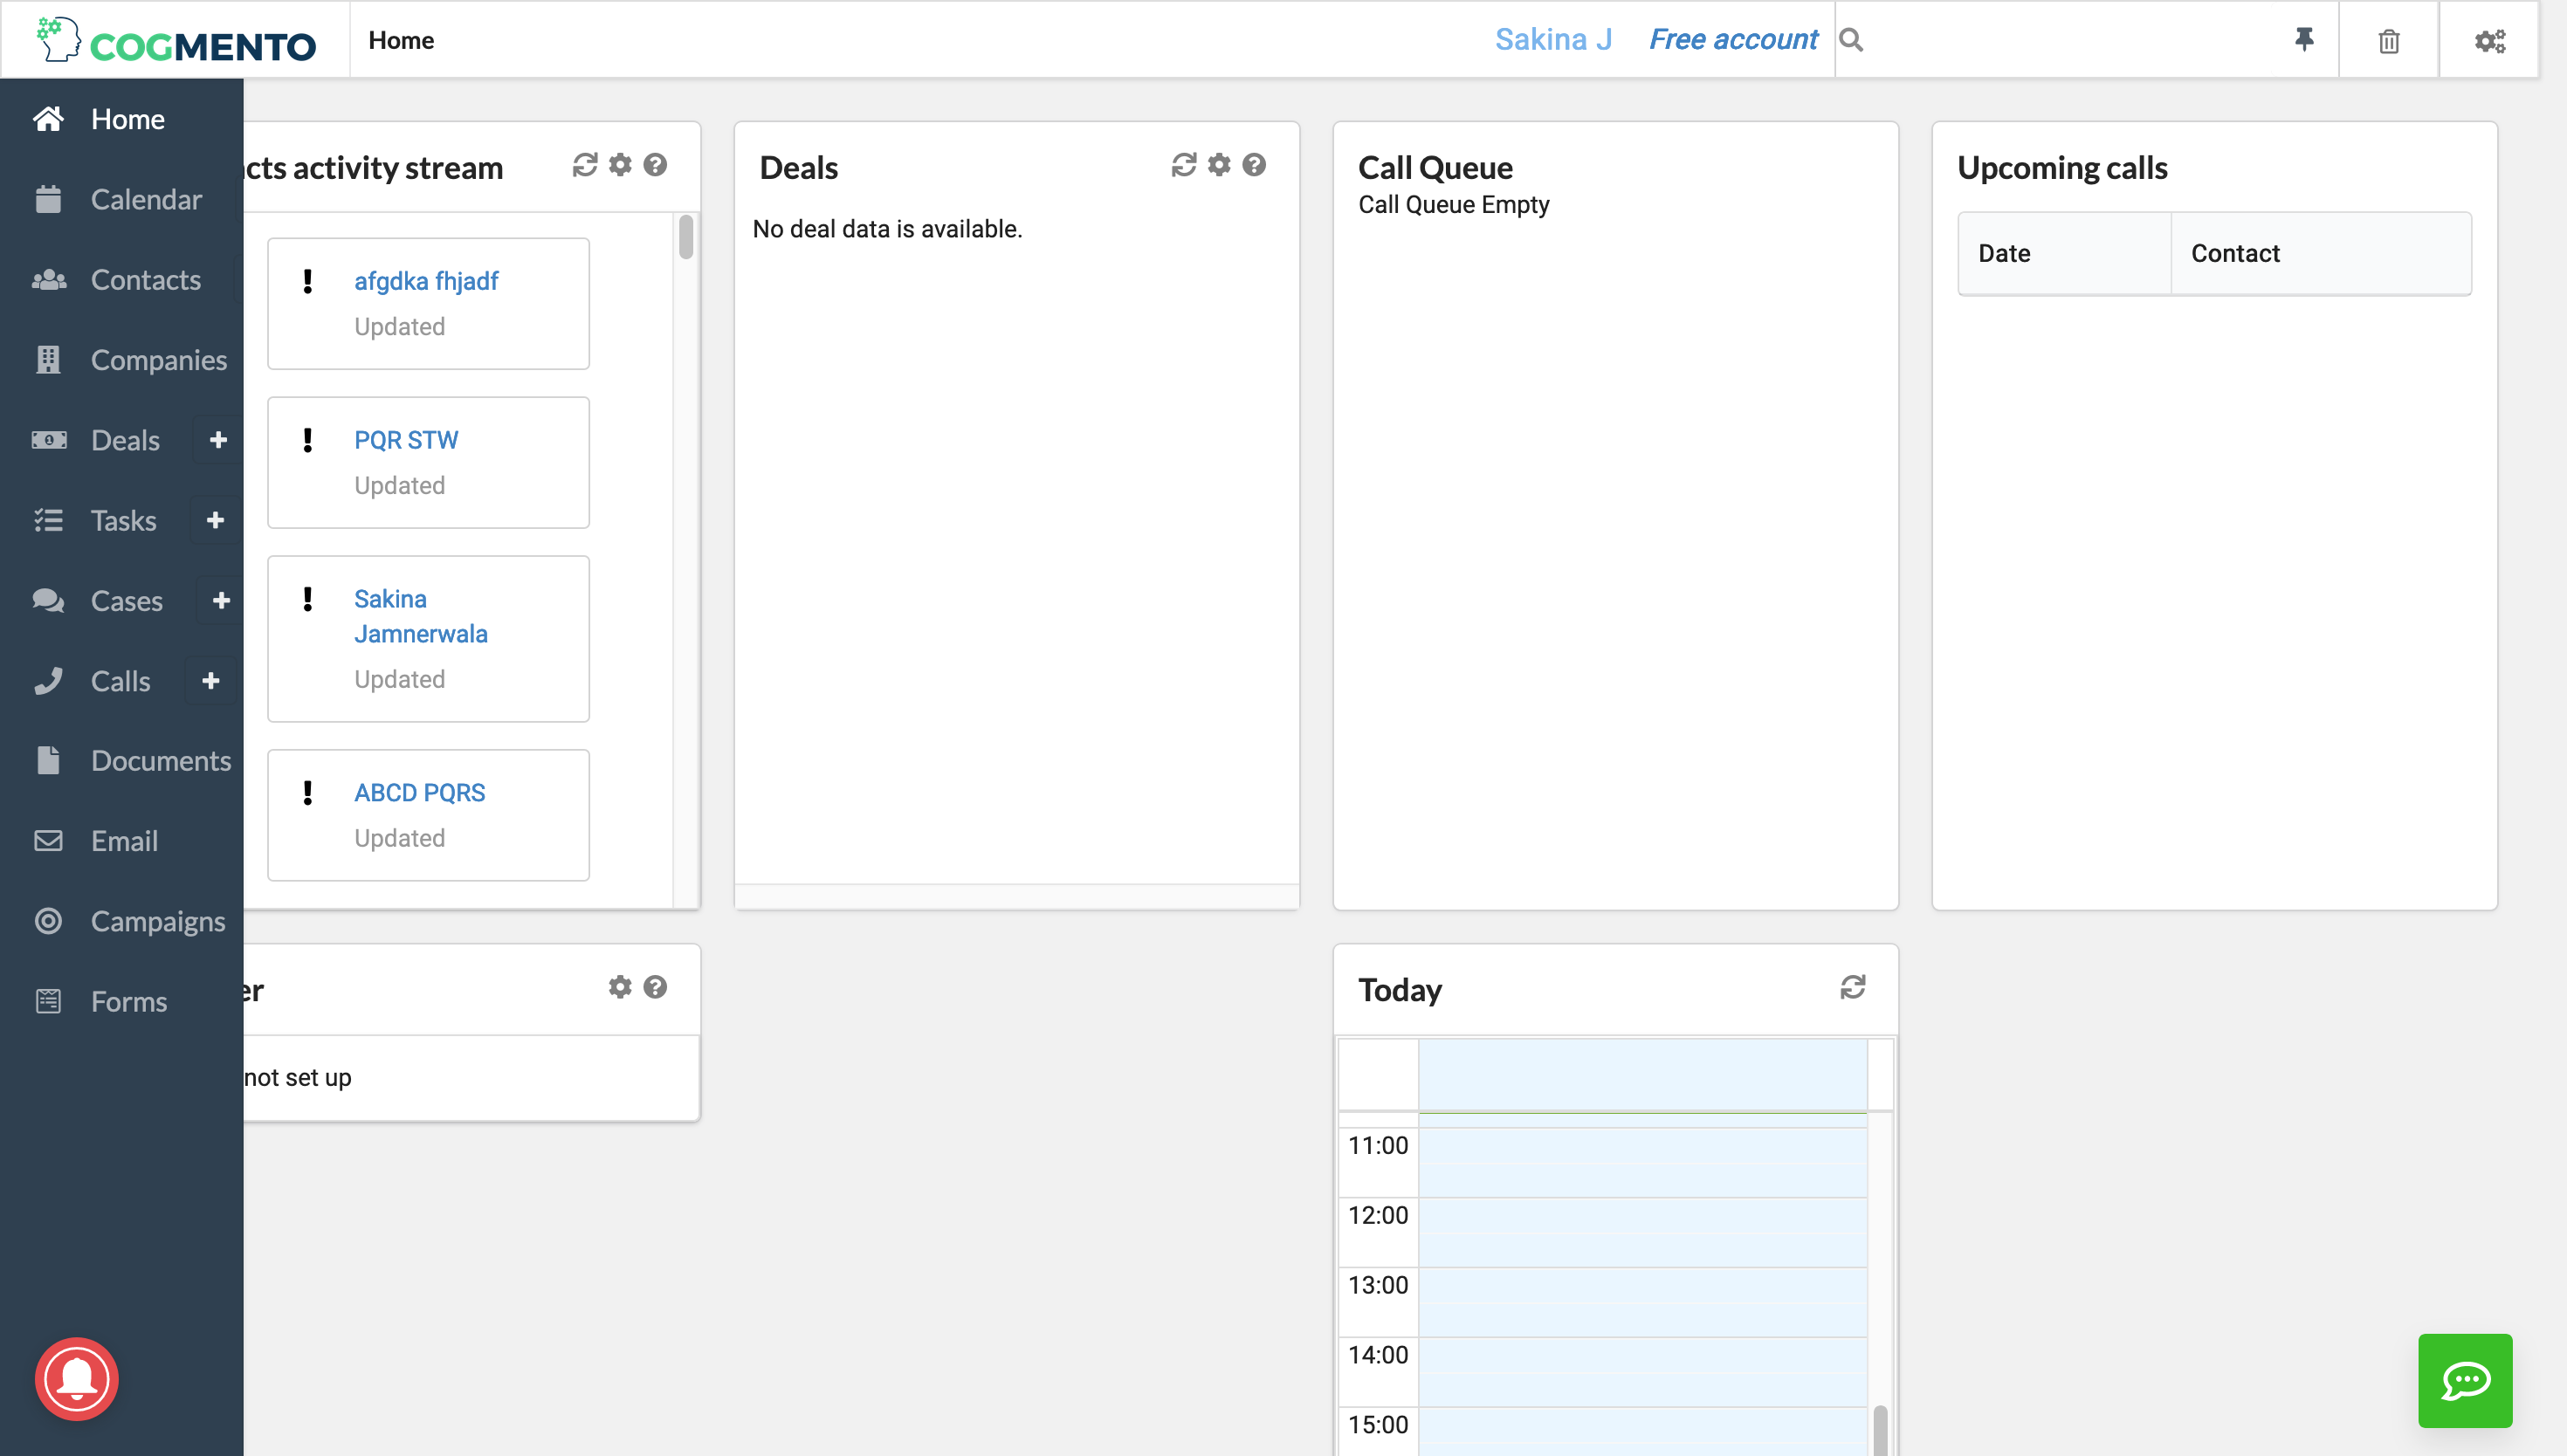 COGMENTO
Home
Sakina J
Free account
Home
Calendar
Contacts
Companies
Deals
Tasks
Cases
Calls
Documents
Email
Campaigns
Forms
cts activity stream
afgdka fhjadf
Updated
PQR STW
Updated
Sakina
Jamnerwala
Updated
ABCD PQRS
Updated
Deals
No deal data is available.
Call Queue
Call Queue Empty
Upcoming calls
Date
Contact
er
not set up
Today
11:00
12:00
13:00
14:00
15:00